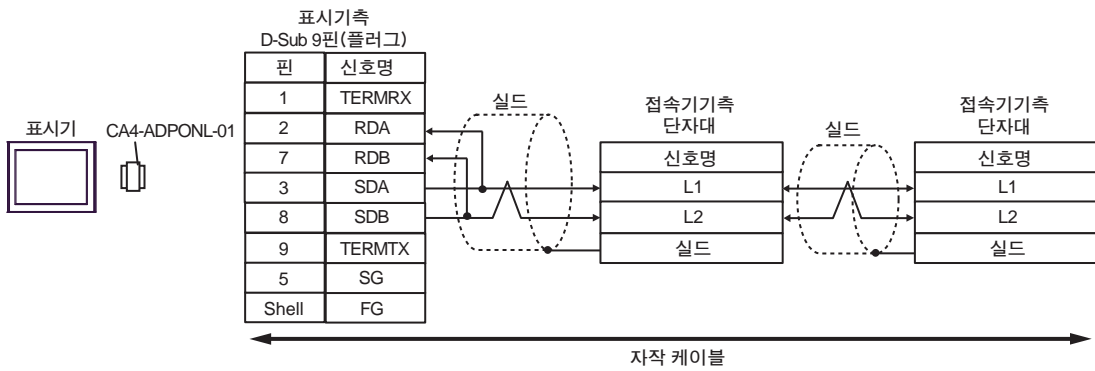 표시기측
D-Sub 9핀(플러그)
표시기
CA4-ADPONL-01
핀 신호명
1 TERMRX
2 RDA
7 RDB
3 SDA
8 SDB
9 TERMTX
5 SG
Shell FG
실드
접속기기측
단자대
신호명
L1
L2
실드
실드
접속기기측
단자대
신호명
L1
L2
실드
자작 케이블